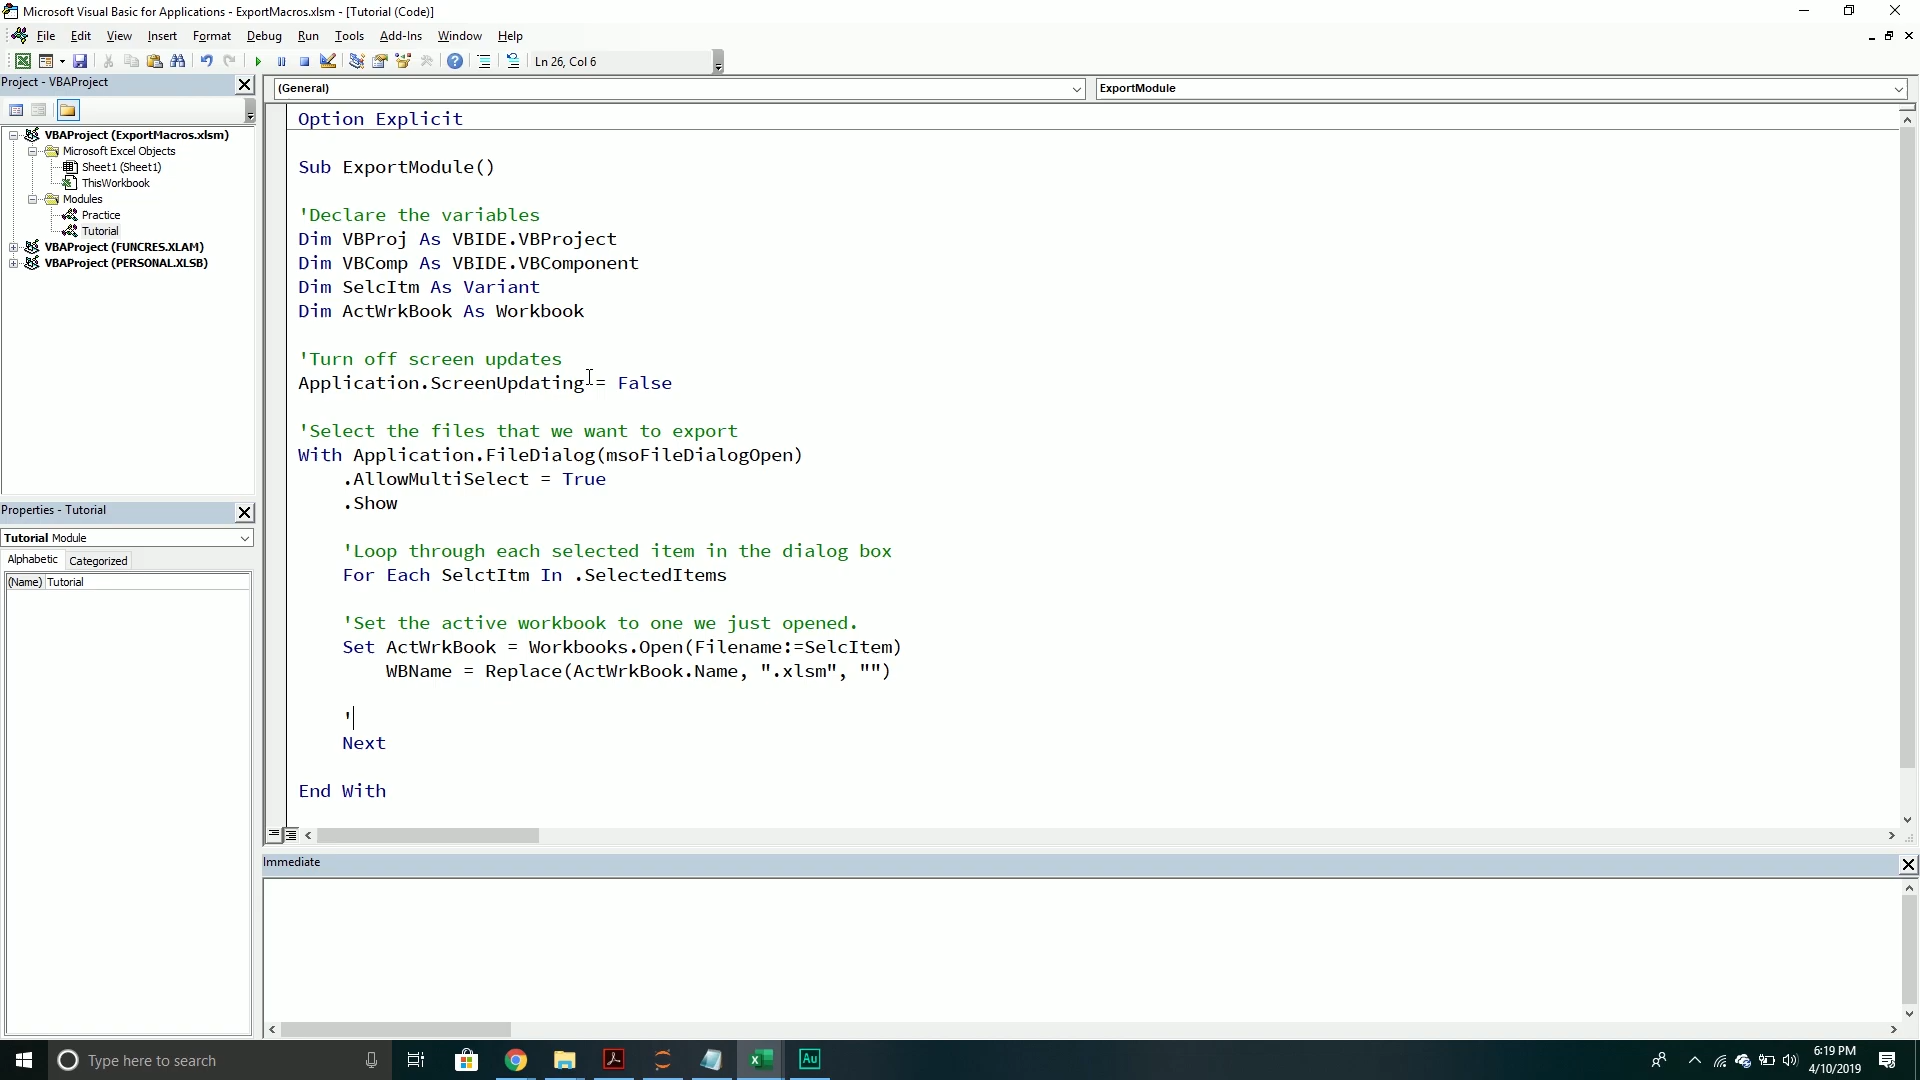 Microsoft Visual Basic for Applications - ExportMacros.xlsm - [Tutorial (Code)]
File Edit View Insert Format Debug Run Tools Add-Ins Window Help
Ln 26, Col 6
Project - VBAProject
(General)
ExportModule
VBAProject (ExportMacros.xlsm)
Microsoft Excel Objects
Sheet1 (Sheet1)
ThisWorkbook
Modules
Practice
Tutorial
VBAProject (FUNCRES.XLAM)
VBAProject (PERSONAL.XLSB)
Properties - Tutorial
Tutorial Module
Alphabetic Categorized
(Name) Tutorial
Option Explicit
Sub ExportModule()
'Declare the variables
Dim VBProj As VBIDE.VBProject
Dim VBComp As VBIDE.VBComponent
Dim SelcItm As Variant
Dim ActWrkBook As Workbook
'Turn off screen updates
Application.ScreenUpdating = False
'Select the files that we want to export
With Application.FileDialog(msoFileDialogOpen)
.AllowMultiSelect = True
.Show
'Loop through each selected item in the dialog box
For Each SelctItm In .SelectedItems
'Set the active workbook to one we just opened.
Set ActWrkBook = Workbooks.Open(Filename:=SelcItem)
WBName = Replace(ActWrkBook.Name, ".xlsm", "")
'
Next
End With
Immediate
Type here to search
Au
6:19 PM
4/10/2019